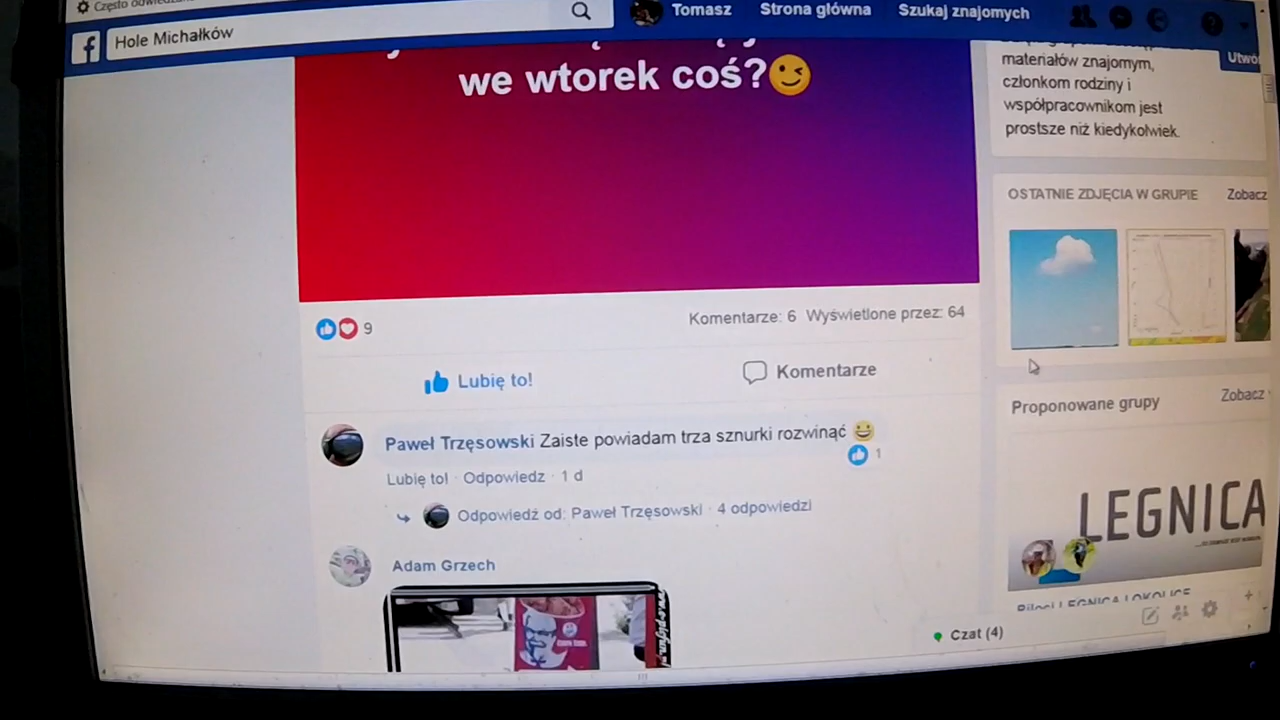 Często
Hole Michałków
Tomasz Strona główna Szukaj znajomych
we wtorek coś?😉
materiałów znajomym,
członkom rodziny i
współpracownikom jest
prostsze niż kiedykolwiek.
OSTATNIE ZDJĘCIA W GRUPIE Zobacz
9
Komentarze: 6 Wyświetlone przez: 64
Lubię to!
Komentarze
Proponowane grupy Zobacz
LEGNICA
Paweł Trzęsowski Zaiste powiadam trza sznurki rozwinąć 😀
1
Lubię to! · Odpowiedz · 1 d
Odpowiedź od: Paweł Trzęsowski · 4 odpowiedzi
Adam Grzech
Czat (4)